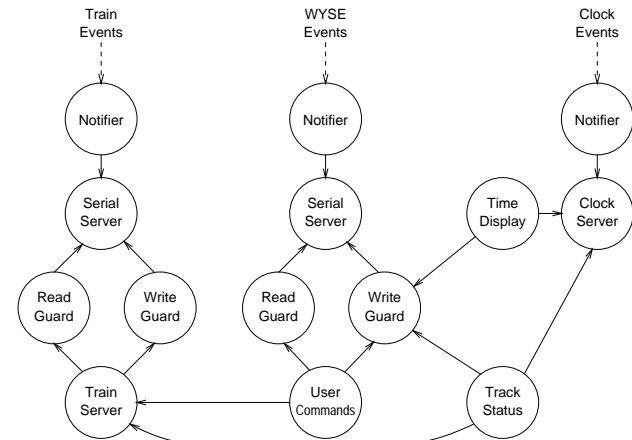 Train
Events
WYSE
Events
Clock
Events
Notifier
Notifier
Notifier
Serial
Server
Serial
Server
Time
Display
Clock
Server
Read
Guard
Write
Guard
Read
Guard
Write
Guard
Train
Server
User
Commands
Track
Status